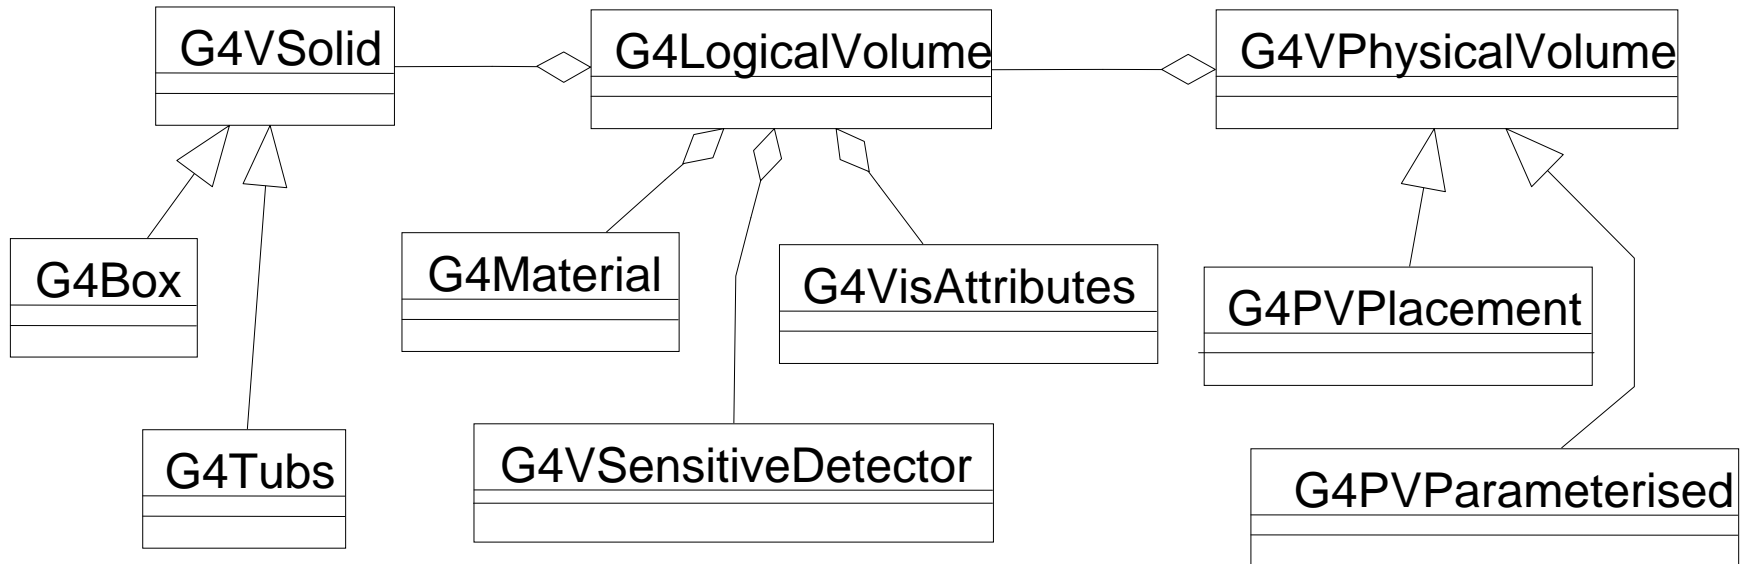 G4VSolid
G4LogicalVolume
G4VPhysicalVolume
G4Box
G4Material
G4VisAttributes
G4PVPlacement
G4Tubs
G4VSensitiveDetector
G4PVParameterised